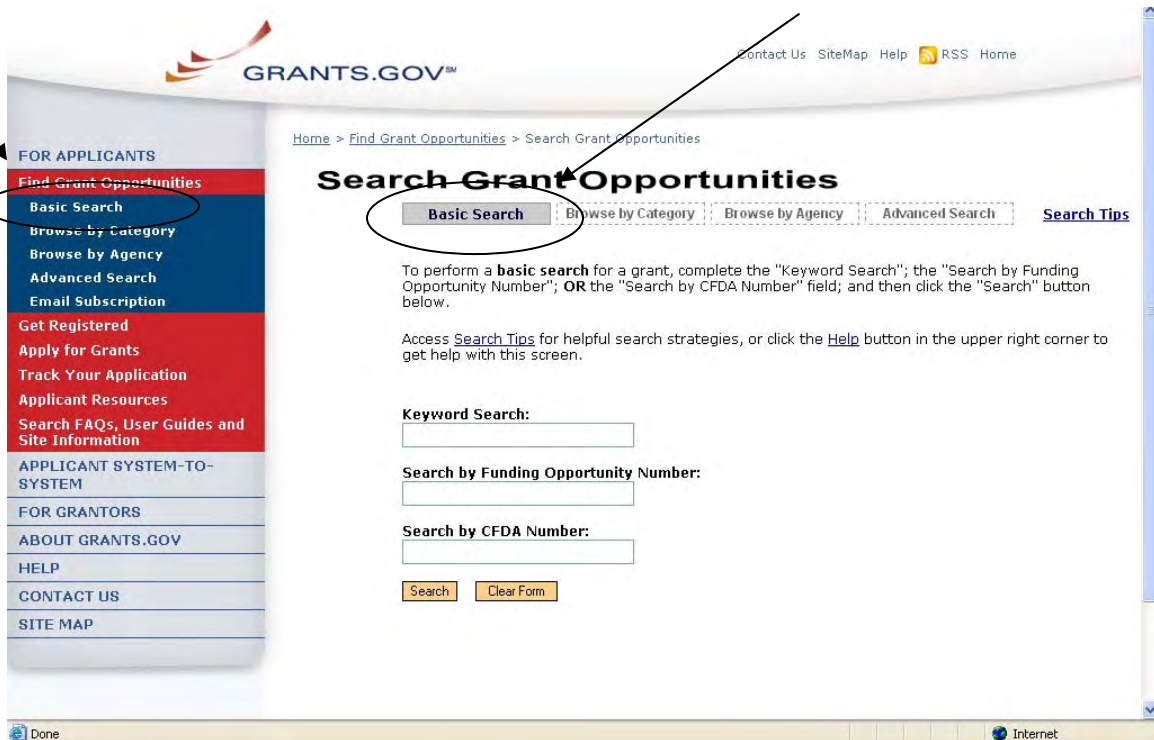 GRANTS.GOV℠
Contact Us SiteMap Help RSS Home
Home > Find Grant Opportunities > Search Grant Opportunities
FOR APPLICANTS
Find Grant Opportunities
Basic Search
Browse by Category
Browse by Agency
Advanced Search
Email Subscription
Get Registered
Apply for Grants
Track Your Application
Applicant Resources
Search FAQs, User Guides and
Site Information
APPLICANT SYSTEM-TO-
SYSTEM
FOR GRANTORS
ABOUT GRANTS.GOV
HELP
CONTACT US
SITE MAP
Search Grant Opportunities
Basic Search Browse by Category Browse by Agency Advanced Search Search Tips
To perform a basic search for a grant, complete the "Keyword Search"; the "Search by Funding
Opportunity Number"; OR the "Search by CFDA Number" field; and then click the "Search" button
below.
Access Search Tips for helpful search strategies, or click the Help button in the upper right corner to
get help with this screen.
Keyword Search:
Search by Funding Opportunity Number:
Search by CFDA Number:
Search Clear Form
Done Internet